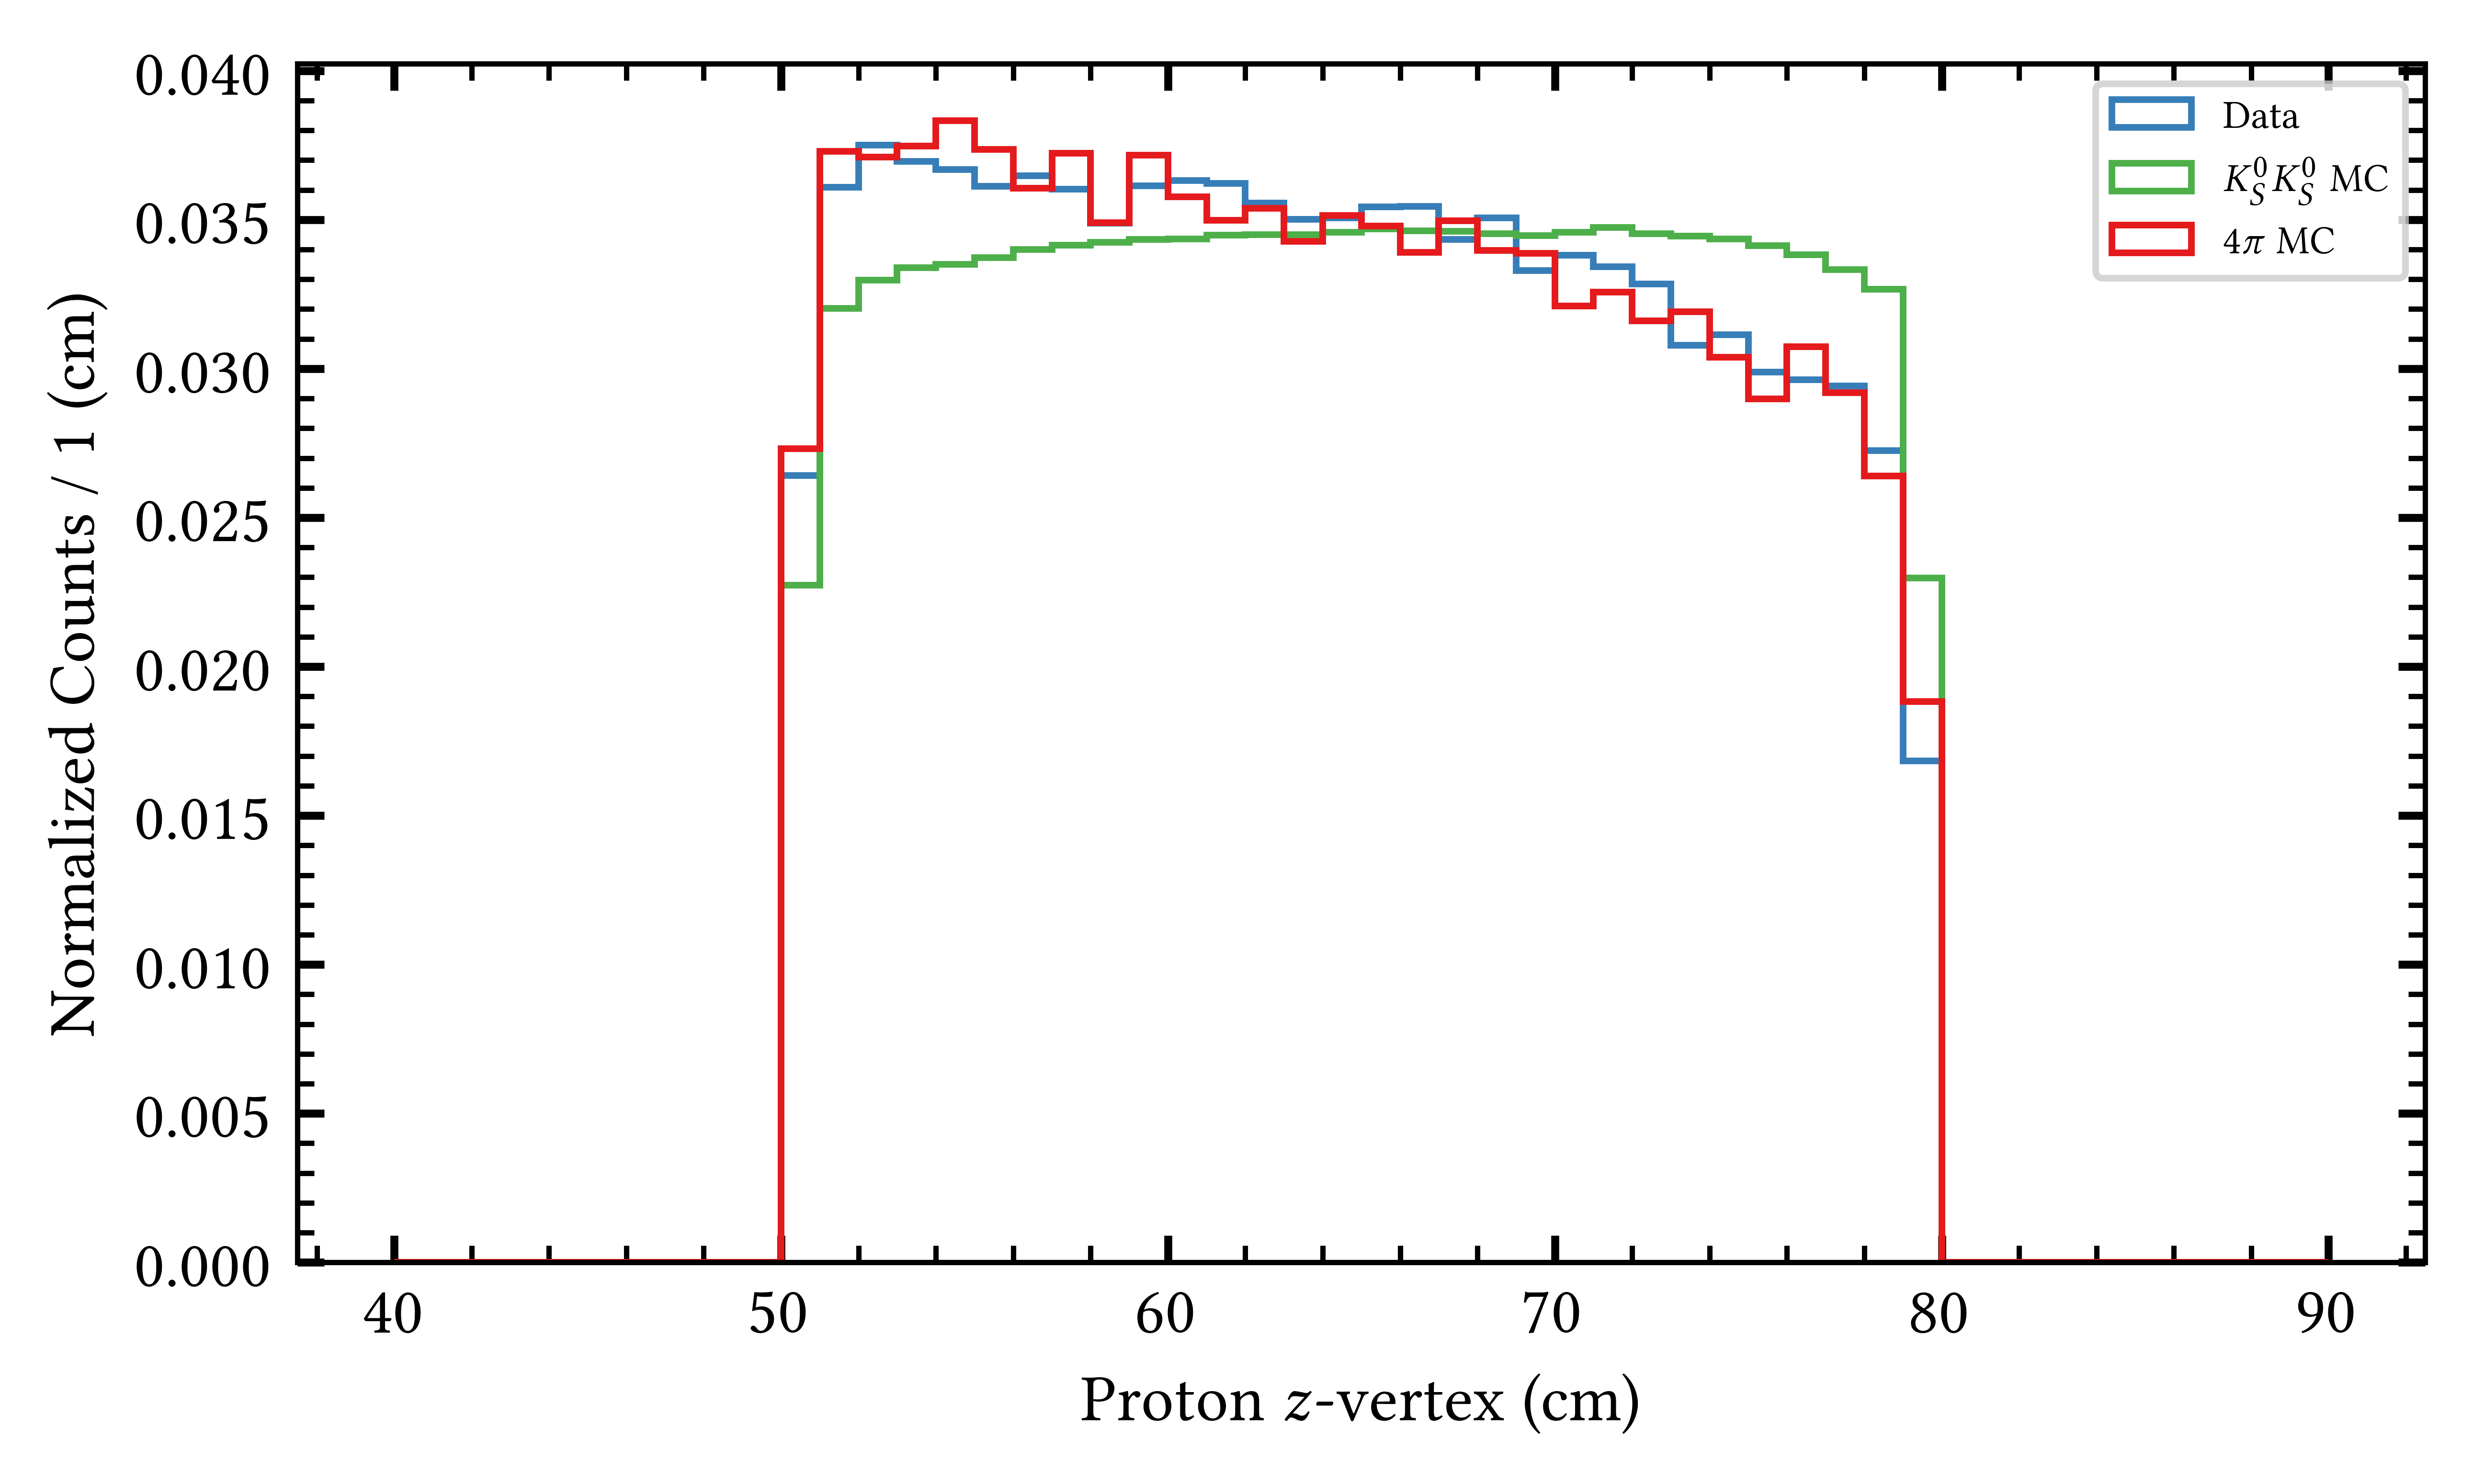 0.040
0.035
0.030
0.025
0.020
0.015
0.010
0.005
0.000
Normalized Counts / 1 (cm)
40 50 60 70 80 90
Proton z-vertex (cm)
Data
$K_S^0 K_S^0$ MC
4π MC